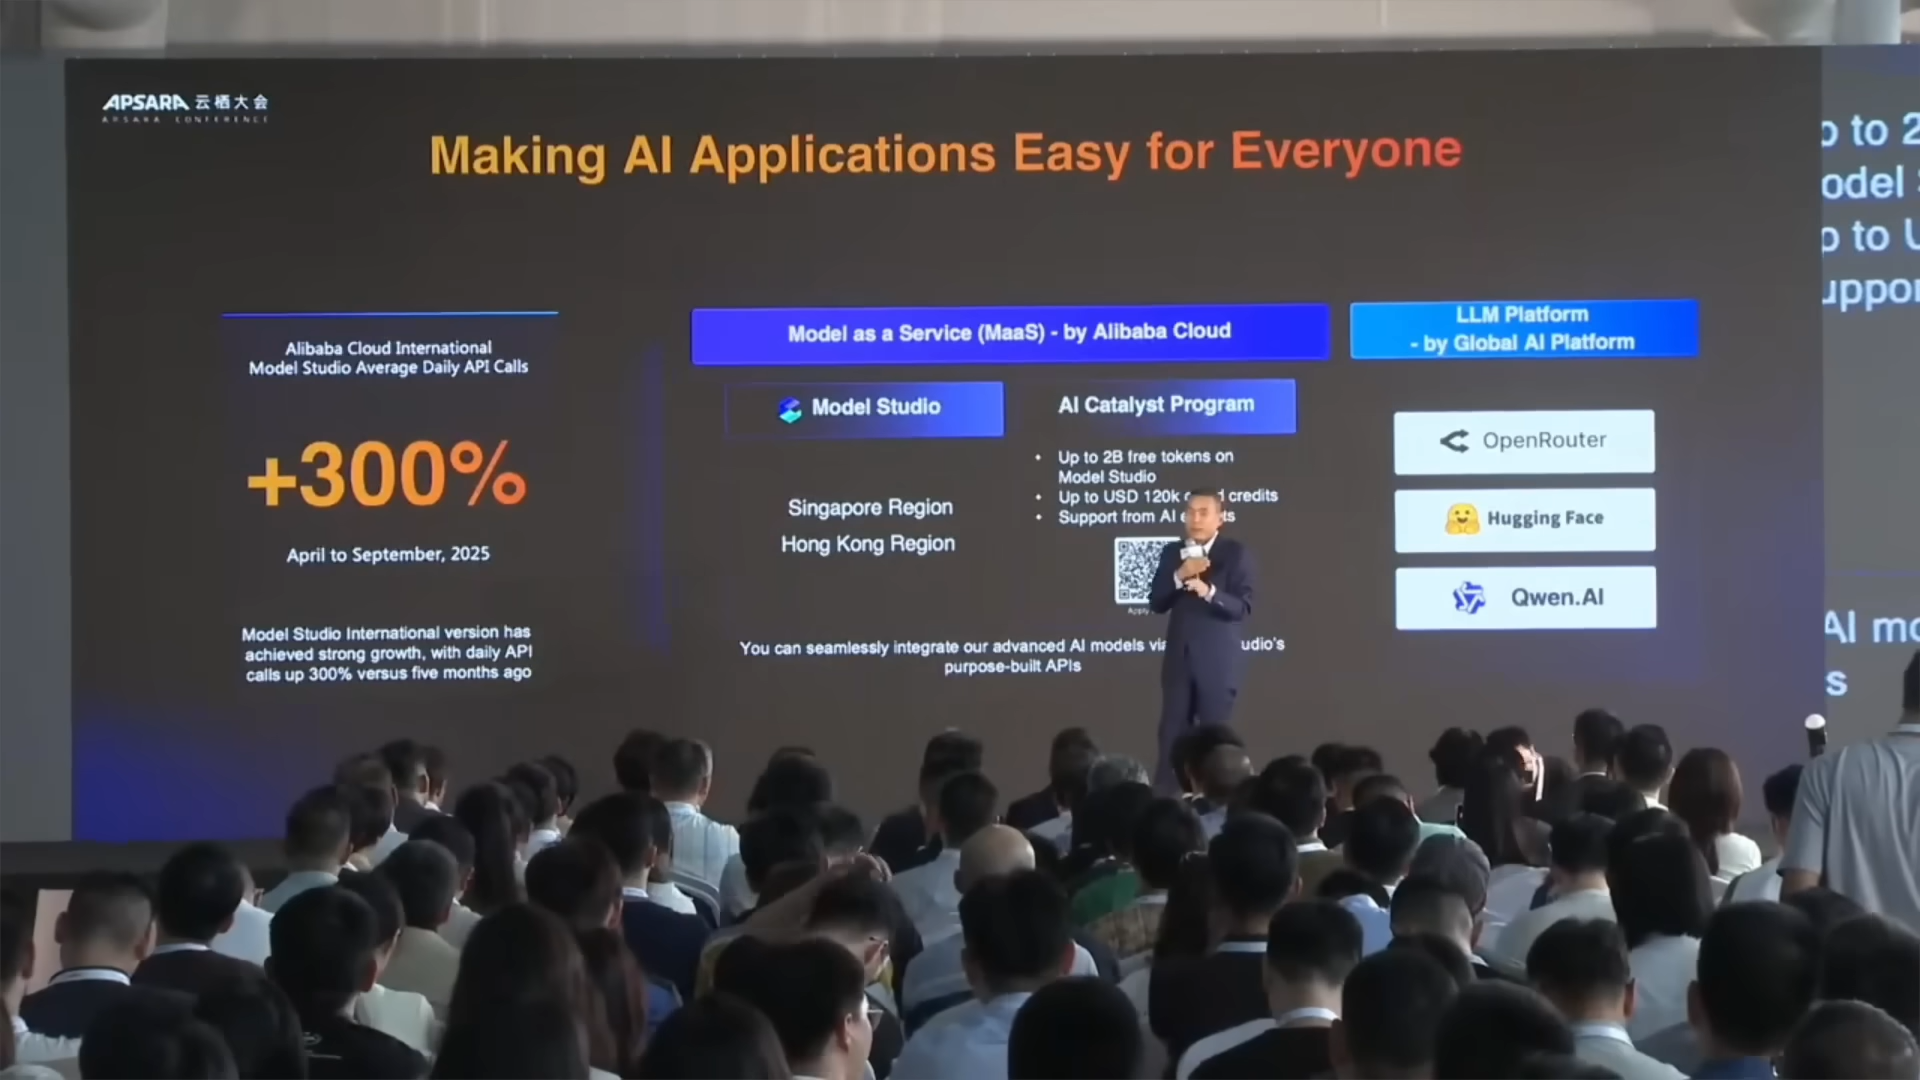 APSARA 云栖大会
APSARA CONFERENCE
Making AI Applications Easy for Everyone
Alibaba Cloud International
Model Studio Average Daily API Calls
+300%
April to September, 2025
Model Studio International version has
achieved strong growth, with daily API
calls up 300% versus five months ago
Model as a Service (MaaS) - by Alibaba Cloud
Model Studio
Singapore Region
Hong Kong Region
AI Catalyst Program
• Up to 2B free tokens on
Model Studio
• Up to USD 120k credits
• Support from AI
Apply
You can seamlessly integrate our advanced AI models via udio's
purpose-built APIs
LLM Platform
- by Global AI Platform
OpenRouter
Hugging Face
Qwen.AI
p to 2
odel
p to U
uppor
AI mo
s